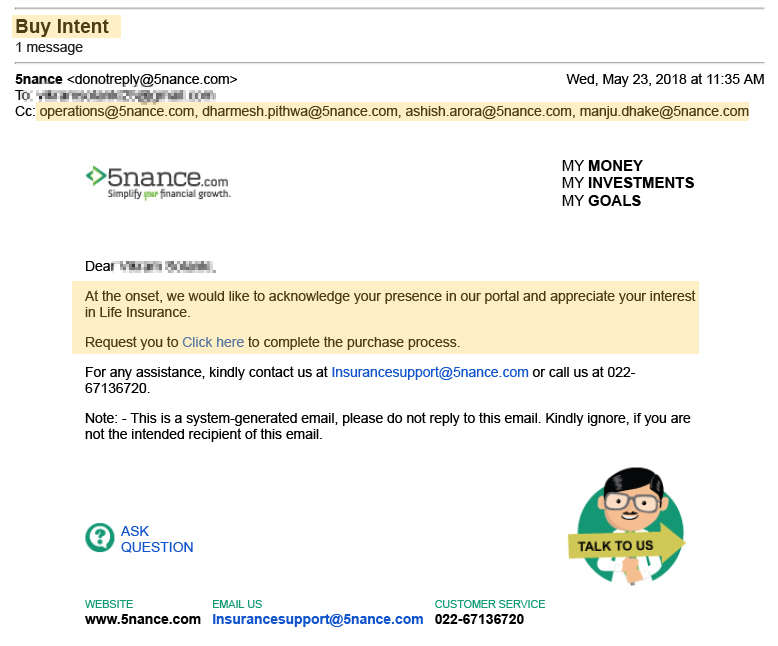 Buy Intent
1 message
5nance <donotreply@5nance.com> Wed, May 23, 2018 at 11:35 AM
To:
Cc: operations@5nance.com, dharmesh.pithwa@5nance.com, ashish.arora@5nance.com, manju.dhake@5nance.com
5nance.com
Simplify your financial growth.
MY MONEY
MY INVESTMENTS
MY GOALS
Dear
At the onset, we would like to acknowledge your presence in our portal and appreciate your interest
in Life Insurance.
Request you to Click here to complete the purchase process.
For any assistance, kindly contact us at Insurancesupport@5nance.com or call us at 022-
67136720.
Note: - This is a system-generated email, please do not reply to this email. Kindly ignore, if you are
not the intended recipient of this email.
ASK
QUESTION
TALK TO US
WEBSITE EMAIL US CUSTOMER SERVICE
www.5nance.com insurancesupport@5nance.com 022-67136720